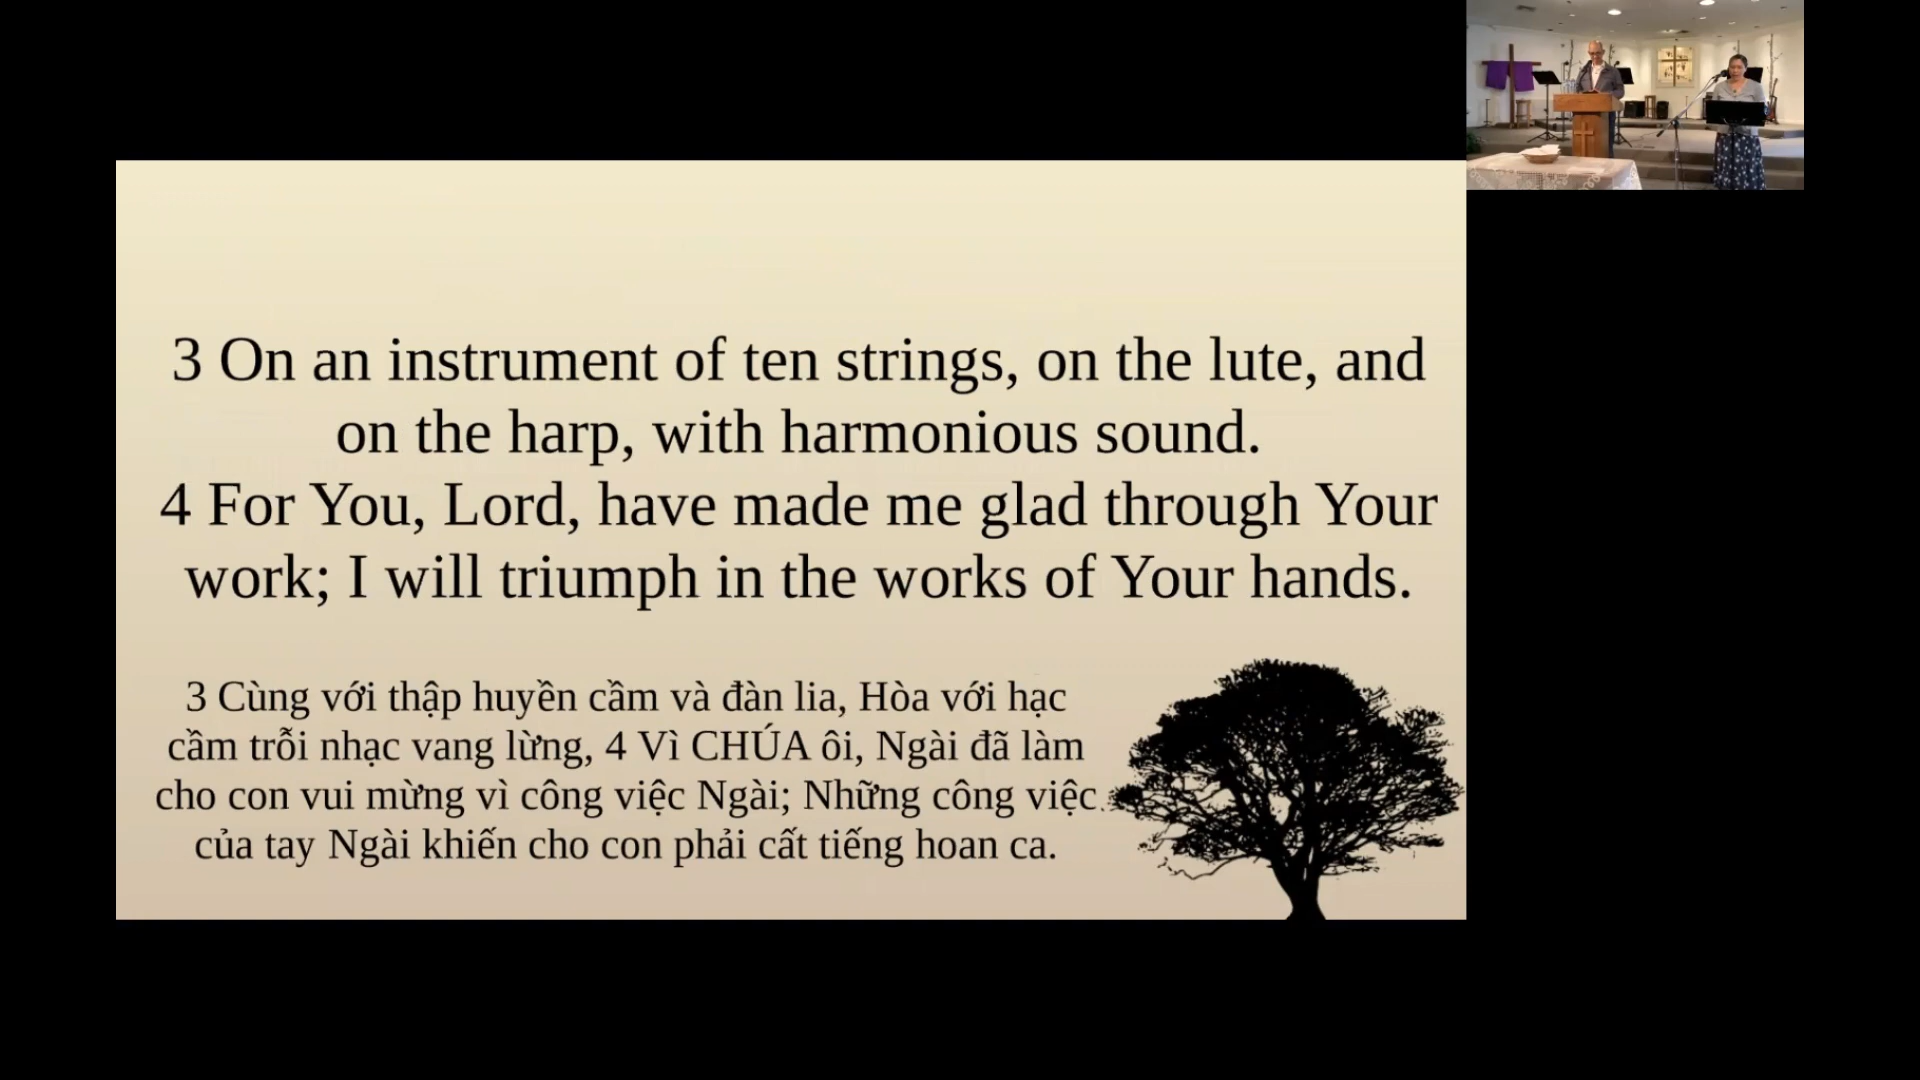 3 On an instrument of ten strings, on the lute, and
on the harp, with harmonious sound.
4 For You, Lord, have made me glad through Your
work; I will triumph in the works of Your hands.
3 Cùng với thập huyền cầm và đàn lia, Hòa với hạc
cầm trỗi nhạc vang lừng, 4 Vì CHÚA ôi, Ngài đã làm
cho con vui mừng vì công việc Ngài; Những công việc
của tay Ngài khiến cho con phải cất tiếng hoan ca.